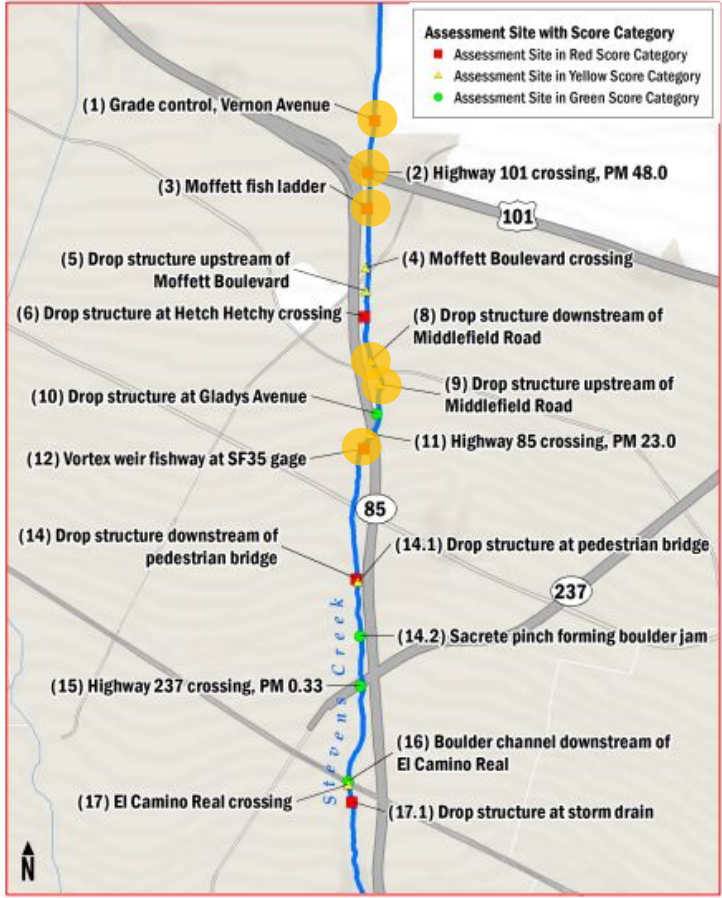 Assessment Site with Score Category
Assessment Site in Red Score Category
Assessment Site in Yellow Score Category
Assessment Site in Green Score Category
(1) Grade control, Vernon Avenue
(2) Highway 101 crossing, PM 48.0
(3) Moffett fish ladder
101
(4) Moffett Boulevard crossing
(5) Drop structure upstream of
Moffett Boulevard
(6) Drop structure at Hetch Hetchy crossing
(8) Drop structure downstream of
Middlefield Road
(9) Drop structure upstream of
Middlefield Road
(10) Drop structure at Gladys Avenue
(11) Highway 85 crossing, PM 23.0
(12) Vortex weir fishway at SF35 gage
85
(14) Drop structure downstream of
pedestrian bridge
(14.1) Drop structure at pedestrian bridge
237
(14.2) Sacrete pinch forming boulder jam
Stevens Creek
(15) Highway 237 crossing, PM 0.33
(16) Boulder channel downstream of
El Camino Real
(17) El Camino Real crossing
(17.1) Drop structure at storm drain
N